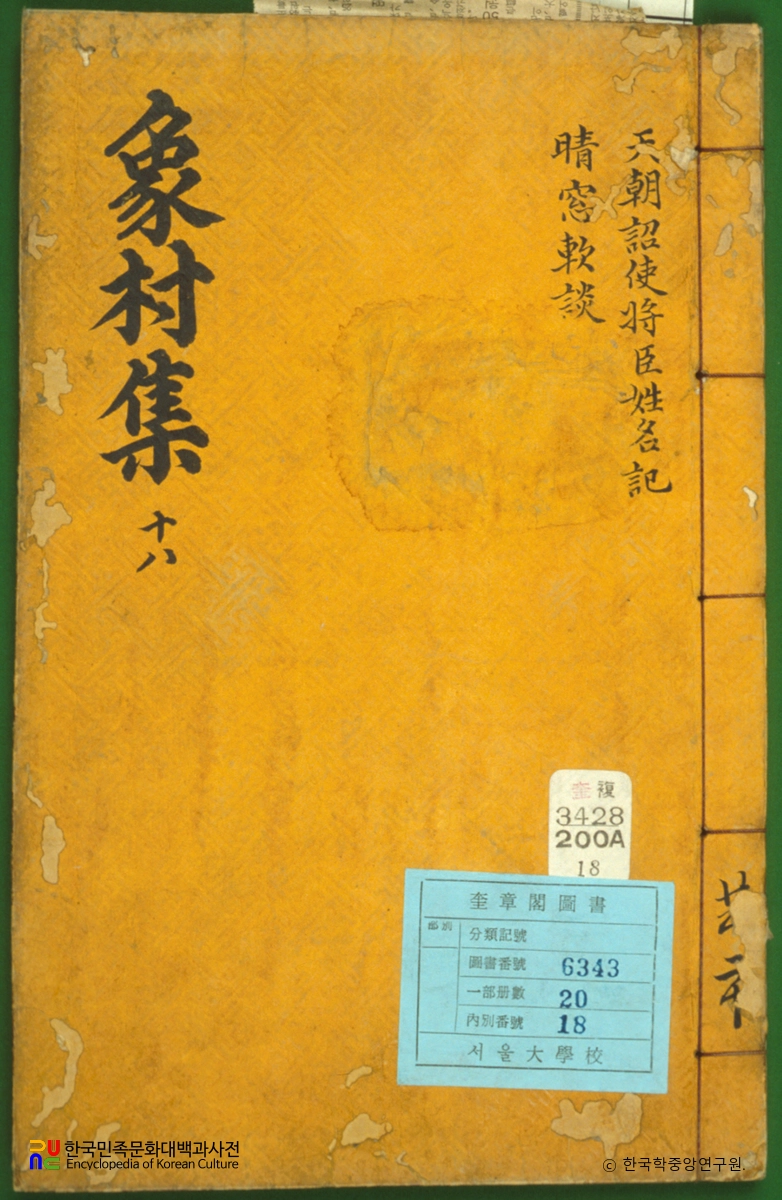 天朝詔使將臣姓名記
晴窓軟談
象村集
十八
奎 複
3428
200A
18
奎章閣圖書
部別
分類記號
圖書番號 6343
一部册數 20
內別番號 18
서울大學校
한국민족문화대백과사전
Encyclopedia of Korean Culture
© 한국학중앙연구원.